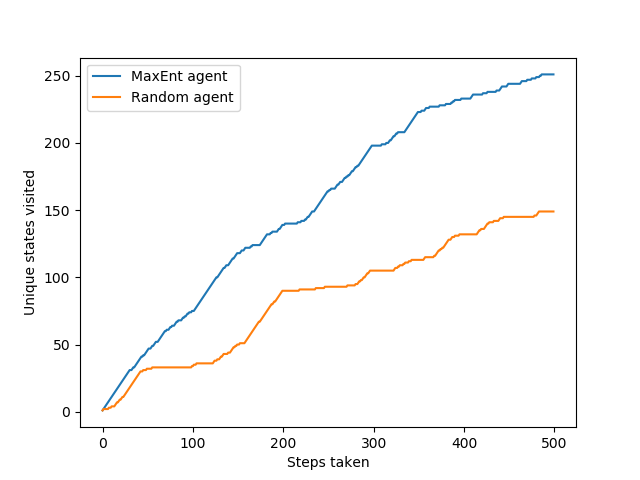 MaxEnt agent
Random agent
250
200
150
100
50
0
Unique states visited
0 100 200 300 400 500
Steps taken